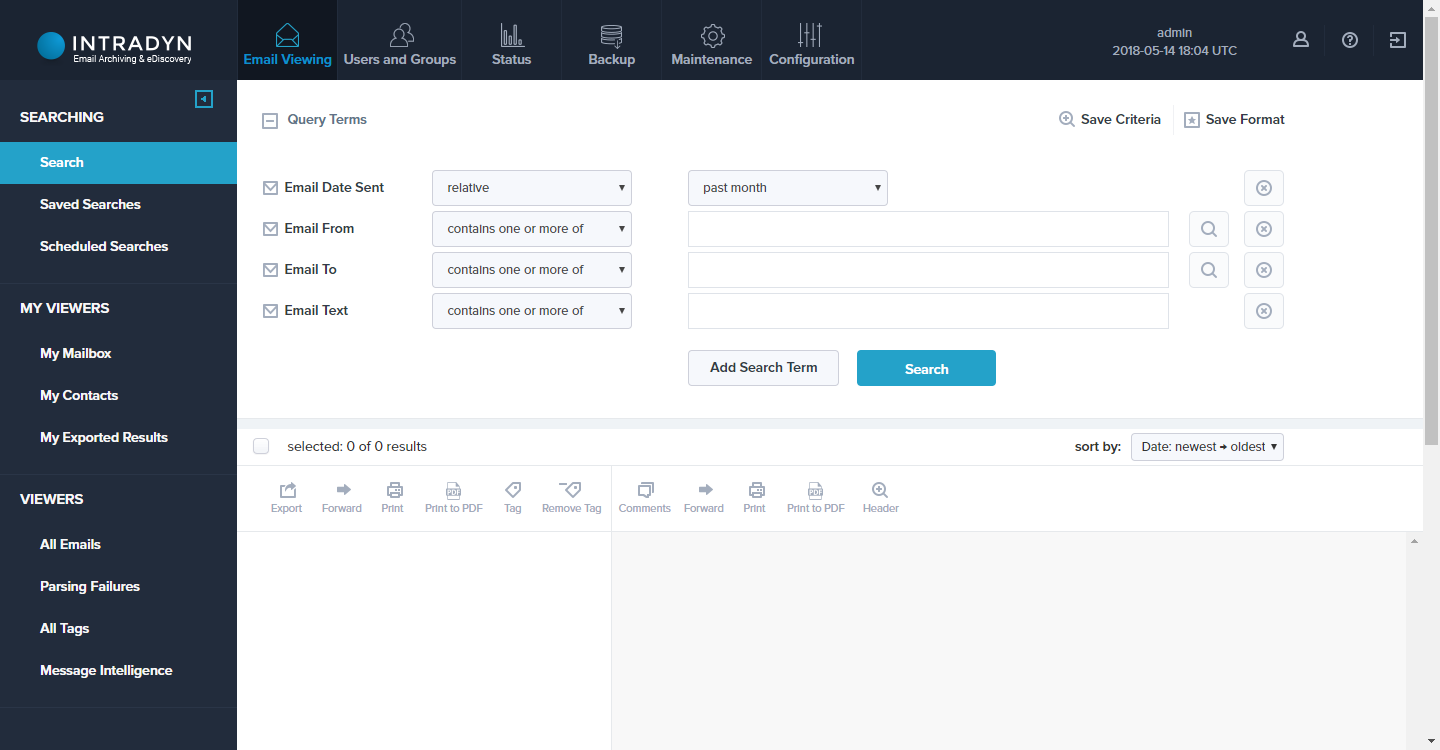 INTRADYN
Email Archiving & eDiscovery
Email Viewing
Users and Groups
Status
Backup
Maintenance
Configuration
admin
2018-05-14 18:04 UTC
SEARCHING
Search
Saved Searches
Scheduled Searches
MY VIEWERS
My Mailbox
My Contacts
My Exported Results
VIEWERS
All Emails
Parsing Failures
All Tags
Message Intelligence
Query Terms
Save Criteria
Save Format
Email Date Sent
relative
past month
Email From
contains one or more of
Email To
contains one or more of
Email Text
contains one or more of
Add Search Term
Search
selected: 0 of 0 results
sort by:
Date: newest → oldest
Export
Forward
Print
PDF
Print to PDF
Tag
Remove Tag
Comments
Forward
Print
PDF
Print to PDF
Header